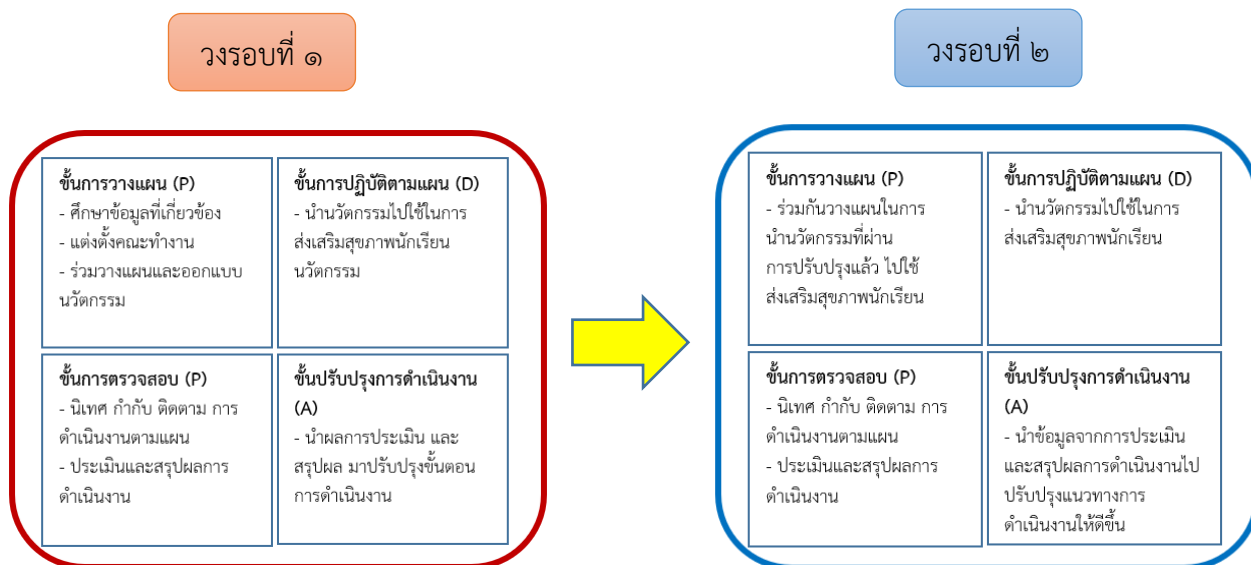 วงรอบที่ ๑
ขั้นการวางแผน (P)
- ศึกษาข้อมูลที่เกี่ยวข้อง
- แต่งตั้งคณะทำงาน
- ร่วมวางแผนและออกแบบ
นวัตกรรม
ขั้นการปฏิบัติตามแผน (D)
- นำนวัตกรรมไปใช้ในการ
ส่งเสริมสุขภาพนักเรียน
นวัตกรรม
ขั้นการตรวจสอบ (P)
- นิเทศ กำกับ ติดตาม การ
ดำเนินงานตามแผน
- ประเมินและสรุปผลการ
ดำเนินงาน
ขั้นปรับปรุงการดำเนินงาน
(A)
- นำผลการประเมิน และ
สรุปผล มาปรับปรุงขั้นตอน
การดำเนินงาน
วงรอบที่ ๒
ขั้นการวางแผน (P)
- ร่วมกันวางแผนในการ
นำนวัตกรรมที่ผ่าน
การปรับปรุงแล้ว ไปใช้
ส่งเสริมสุขภาพนักเรียน
ขั้นการปฏิบัติตามแผน (D)
- นำนวัตกรรมไปใช้ในการ
ส่งเสริมสุขภาพนักเรียน
ขั้นการตรวจสอบ (P)
- นิเทศ กำกับ ติดตาม การ
ดำเนินงานตามแผน
- ประเมินและสรุปผลการ
ดำเนินงาน
ขั้นปรับปรุงการดำเนินงาน
(A)
- นำข้อมูลจากการประเมิน
และสรุปผลการดำเนินงานไป
ปรับปรุงแนวทางการ
ดำเนินงานให้ดีขึ้น